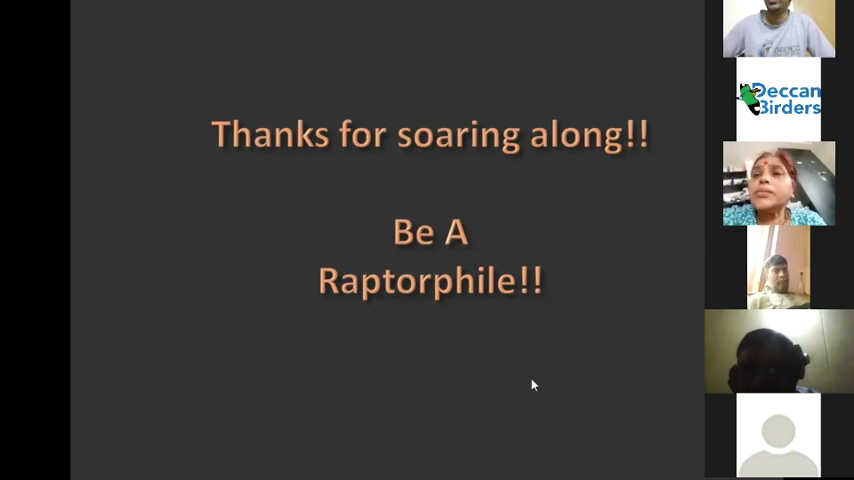 Thanks for soaring along!!
Be A
Raptorphile!!
Deccan
Birders